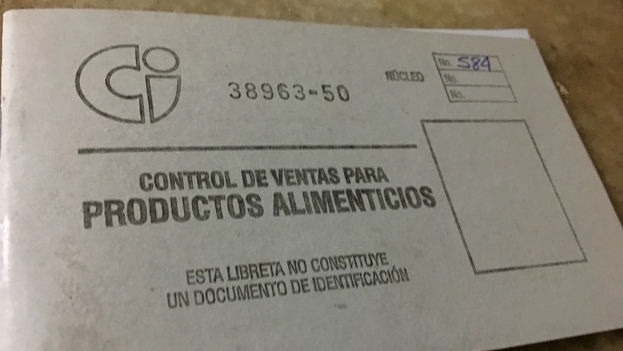 Ci
38963-50
NÚCLEO
No. 584
No.
No.
CONTROL DE VENTAS PARA
PRODUCTOS ALIMENTICIOS
ESTA LIBRETA NO CONSTITUYE
UN DOCUMENTO DE IDENTIFICACIÓN